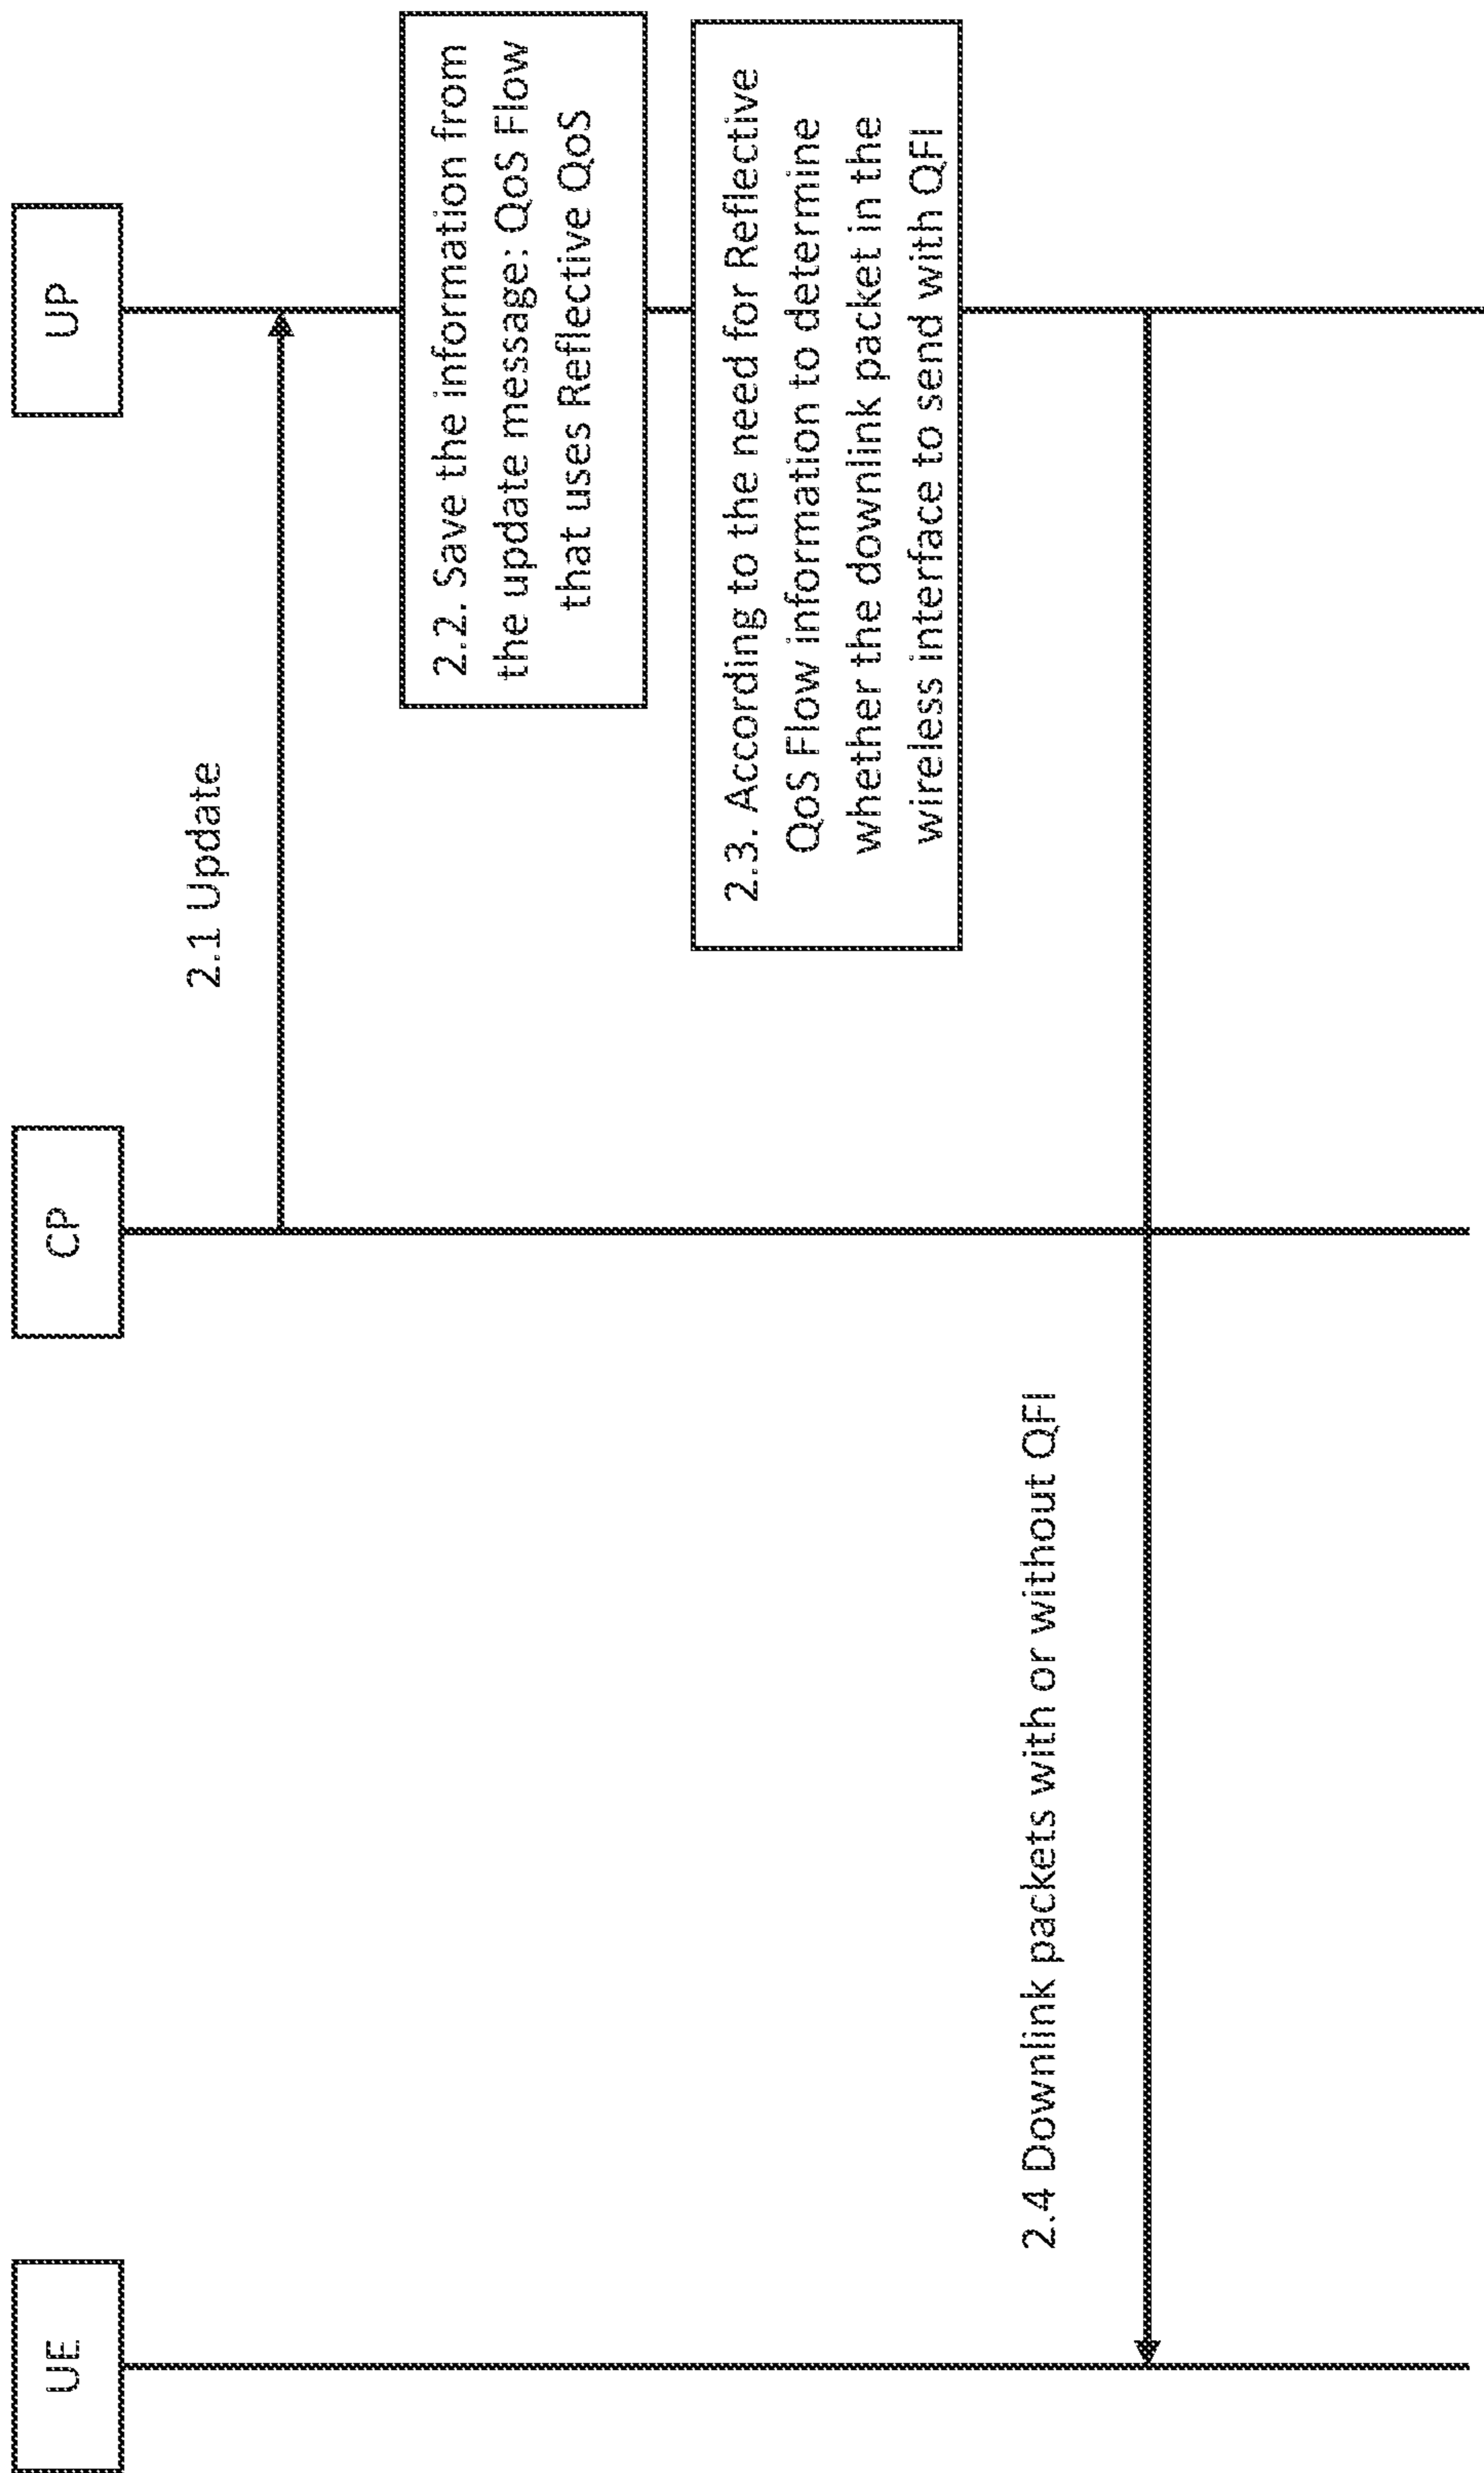 UE
CP
UP
2.1 Update
2.2. Save the information from
the update message: QoS Flow
that uses Reflective QoS
2.3. According to the need for Reflective
QoS Flow information to determine
whether the downlink packet in the
wireless interface to send with QFI
2.4 Downlink packets with or without QFI